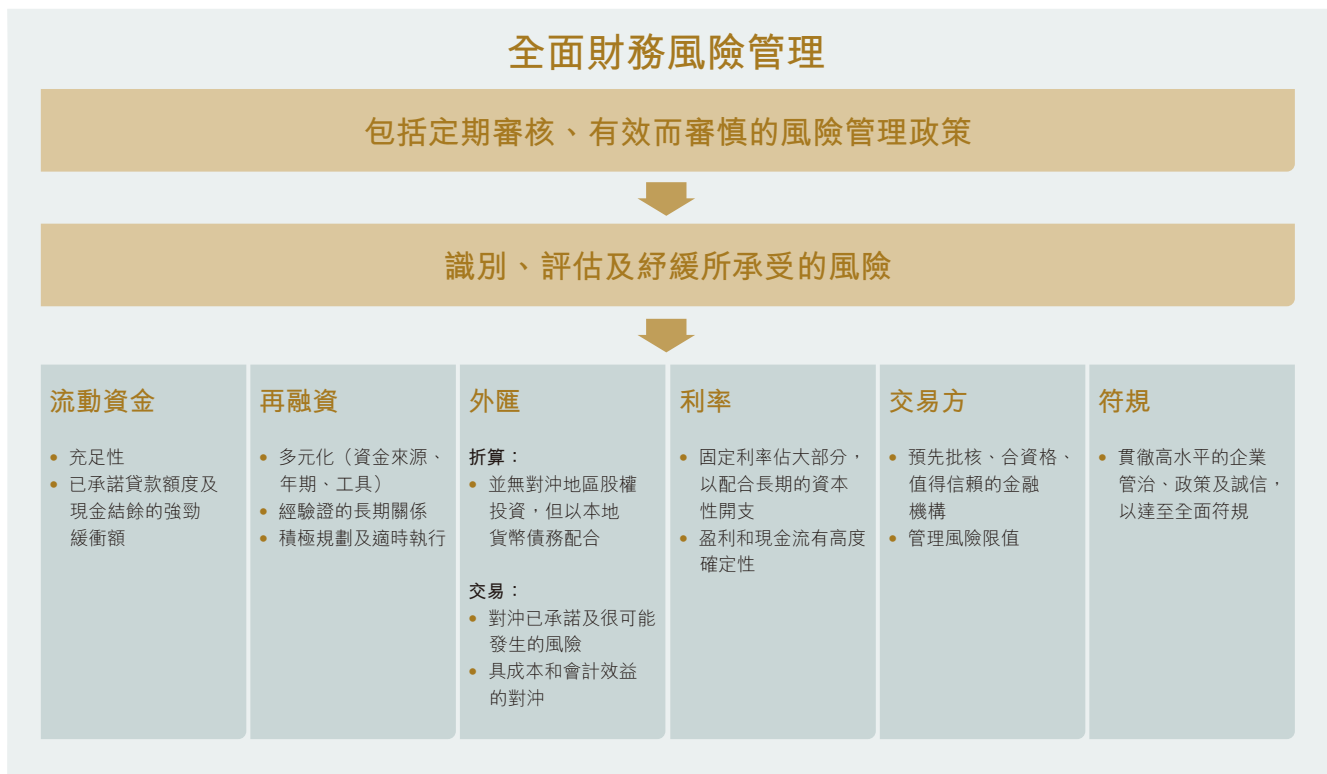 全面財務風險管理
包括定期審核、有效而審慎的風險管理政策
識別、評估及紓緩所承受的風險
流動資金
• 充足性
• 已承諾貸款額度及
現金結餘的強勁
緩衝額
再融資
• 多元化（資金來源、
年期、工具）
• 經驗證的長期關係
• 積極規劃及適時執行
外匯
折算：
• 並無對沖地區股權
投資，但以本地
貨幣債務配合
交易：
• 對沖已承諾及很可能
發生的風險
• 具成本和會計效益
的對沖
利率
• 固定利率佔大部分，
以配合長期的資本
性開支
• 盈利和現金流有高度
確定性
交易方
• 預先批核、合資格、
值得信賴的金融
機構
• 管理風險限值
符規
• 貫徹高水平的企業
管治、政策及誠信，
以達至全面符規